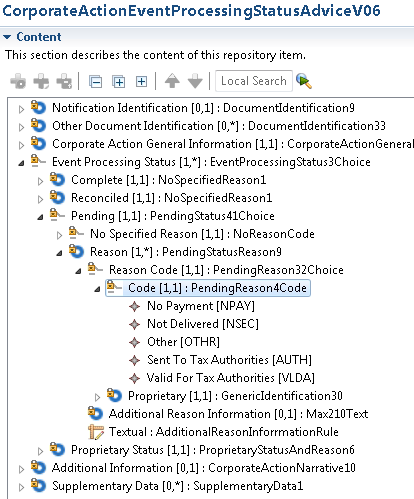 CorporateActionEventProcessingStatusAdviceV06
Content
This section describes the content of this repository item.
Local Search
Notification Identification [0,1] : DocumentIdentification9
Other Document Identification [0,*] : DocumentIdentification33
Corporate Action General Information [1,1] : CorporateActionGeneral
Event Processing Status [1,*] : EventProcessingStatus3Choice
Complete [1,1] : NoSpecifiedReason1
Reconciled [1,1] : NoSpecifiedReason1
Pending [1,1] : PendingStatus41Choice
No Specified Reason [1,1] : NoReasonCode
Reason [1,*] : PendingStatusReason9
Reason Code [1,1] : PendingReason32Choice
Code [1,1] : PendingReason4Code
No Payment [NPAY]
Not Delivered [NSEC]
Other [OTHR]
Sent To Tax Authorities [AUTH]
Valid For Tax Authorities [VLDA]
Proprietary [1,1] : GenericIdentification30
Additional Reason Information [0,1] : Max210Text
Textual : AdditionalReasonInforrmationRule
Proprietary Status [1,1] : ProprietaryStatusAndReason6
Additional Information [0,1] : CorporateActionNarrative10
Supplementary Data [0,*] : SupplementaryData1